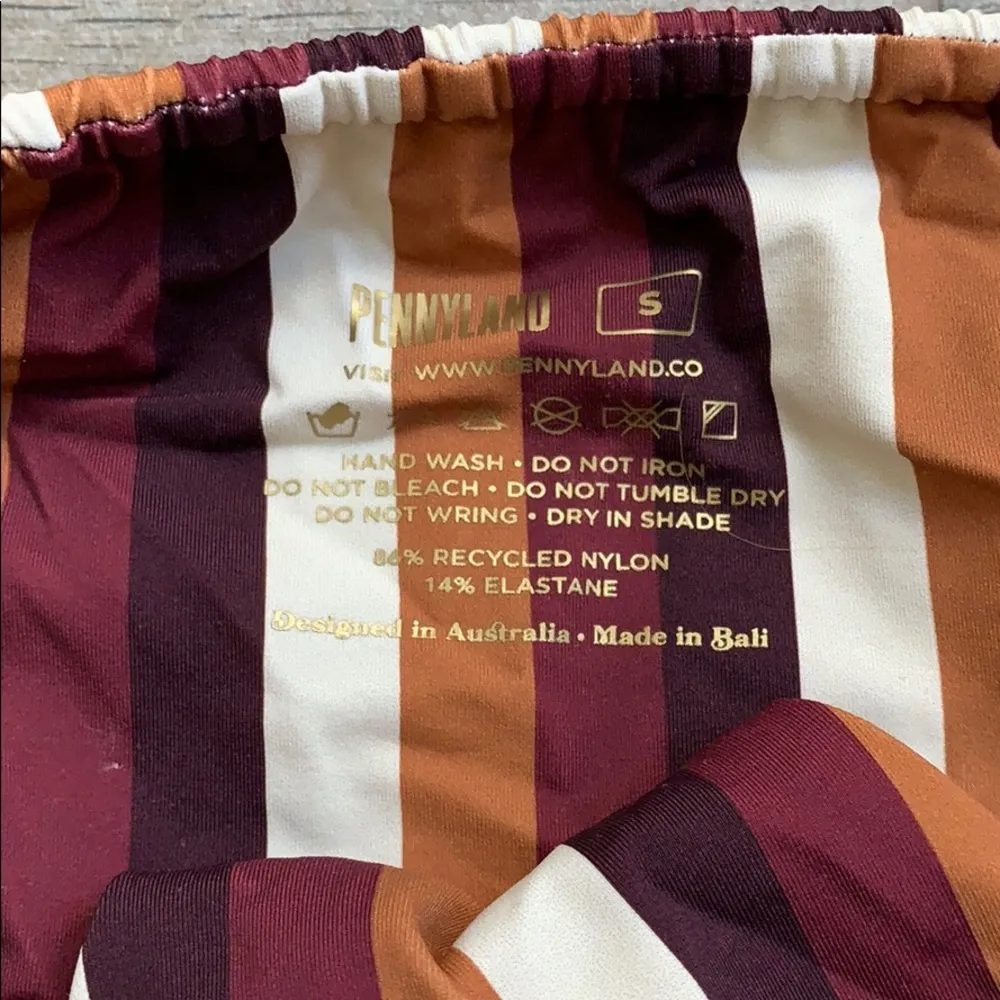 PENNYLAND S
VISIT WWW.PENNYLAND.CO
HAND WASH • DO NOT IRON
DO NOT BLEACH • DO NOT TUMBLE DRY
DO NOT WRING • DRY IN SHADE
86% RECYCLED NYLON
14% ELASTANE
Designed in Australia • Made in Bali